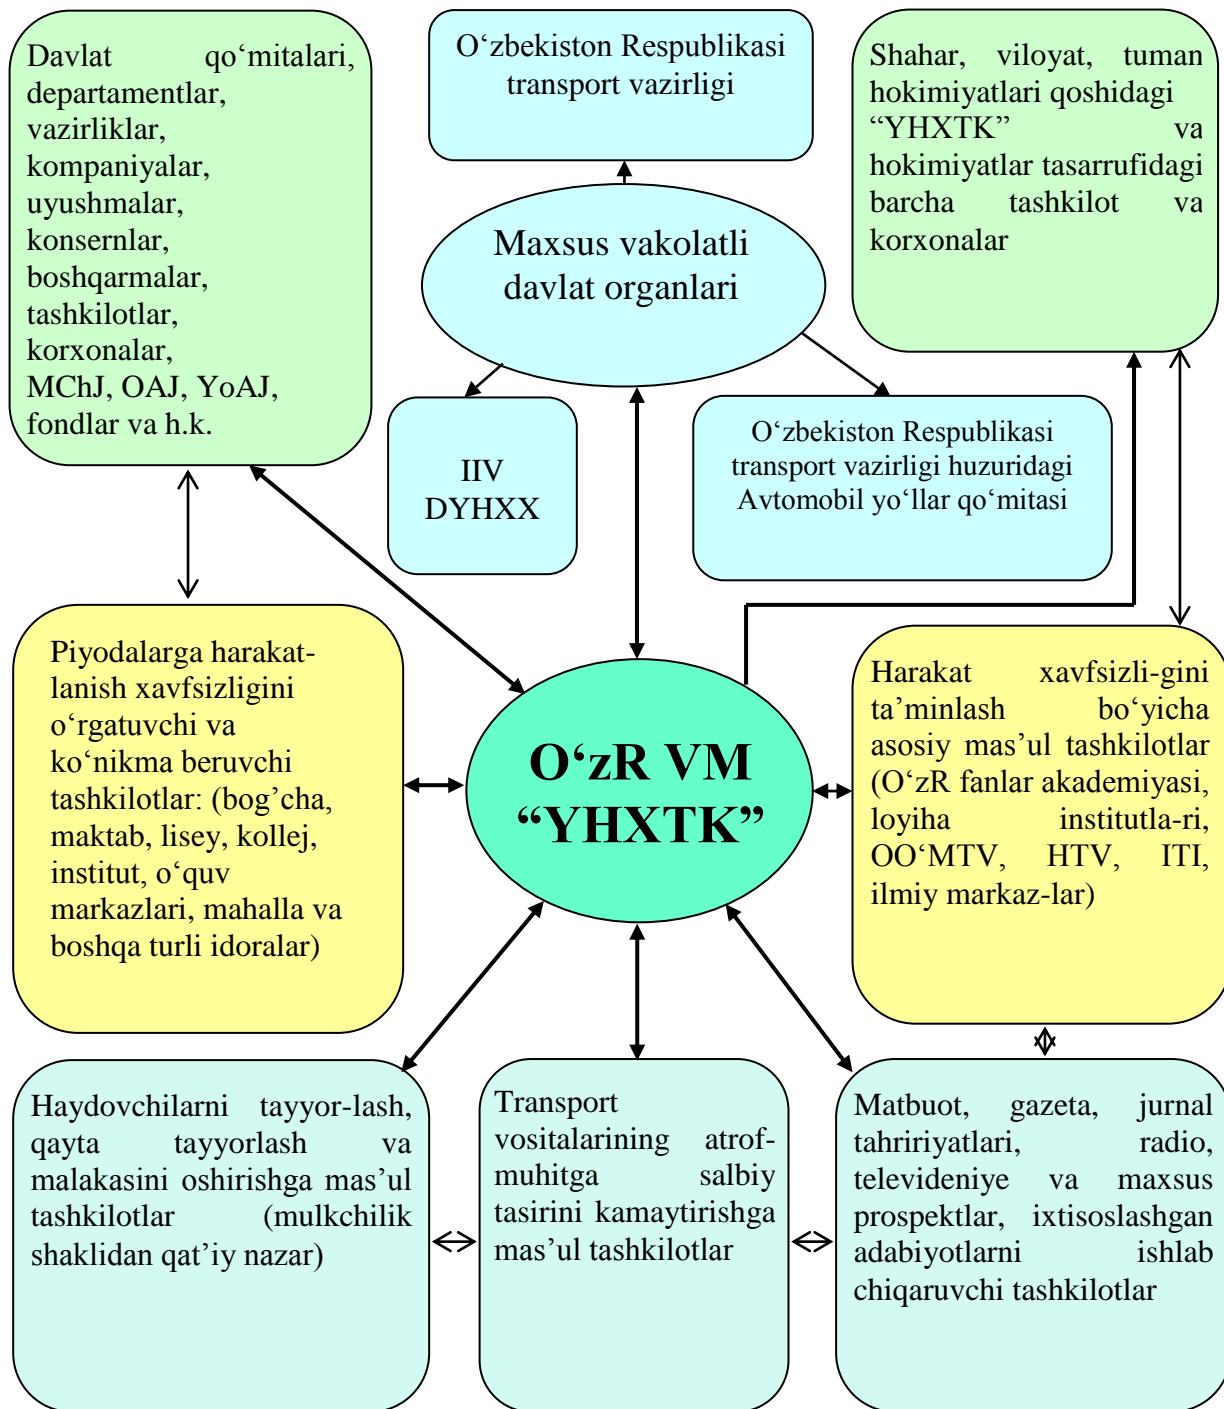 Davlat qo‘mitalari,
departamentlar,
vazirliklar,
kompaniyalar,
uyushmalar,
konsernlar,
boshqarmalar,
tashkilotlar,
korxonalar,
MChJ, OAJ, YoAJ,
fondlar va h.k.
O‘zbekiston Respublikasi
transport vazirligi
Shahar, viloyat, tuman
hokimiyatlari qoshidagi
“YHXTK” va
hokimiyatlar tasarrufidagi
barcha tashkilot va
korxonalar
Maxsus vakolatli
davlat organlari
IIV
DYHXX
O‘zbekiston Respublikasi
transport vazirligi huzuridagi
Avtomobil yo‘llar qo‘mitasi
Piyodalarga harakat-
lanish xavfsizligini
o‘rgatuvchi va
ko‘nikma beruvchi
tashkilotlar: (bog’cha,
maktab, lisey, kollej,
institut, o‘quv
markazlari, mahalla va
boshqa turli idoralar)
O‘zR VM
“YHXTK”
Harakat xavfsizli-gini
ta’minlash bo‘yicha
asosiy mas’ul tashkilotlar
(O‘zR fanlar akademiyasi,
loyiha institutla-ri,
OO‘MTV, HTV, ITI,
ilmiy markaz-lar)
Haydovchilarni tayyor-lash,
qayta tayyorlash va
malakasini oshirishga mas’ul
tashkilotlar (mulkchilik
shaklidan qat’iy nazar)
Transport
vositalarining atrof-
muhitga salbiy
tasirini kamaytirishga
mas’ul tashkilotlar
Matbuot, gazeta, jurnal
tahririyatlari, radio,
televideniye va maxsus
prospektlar, ixtisoslashgan
adabiyotlarni ishlab
chiqaruvchi tashkilotlar